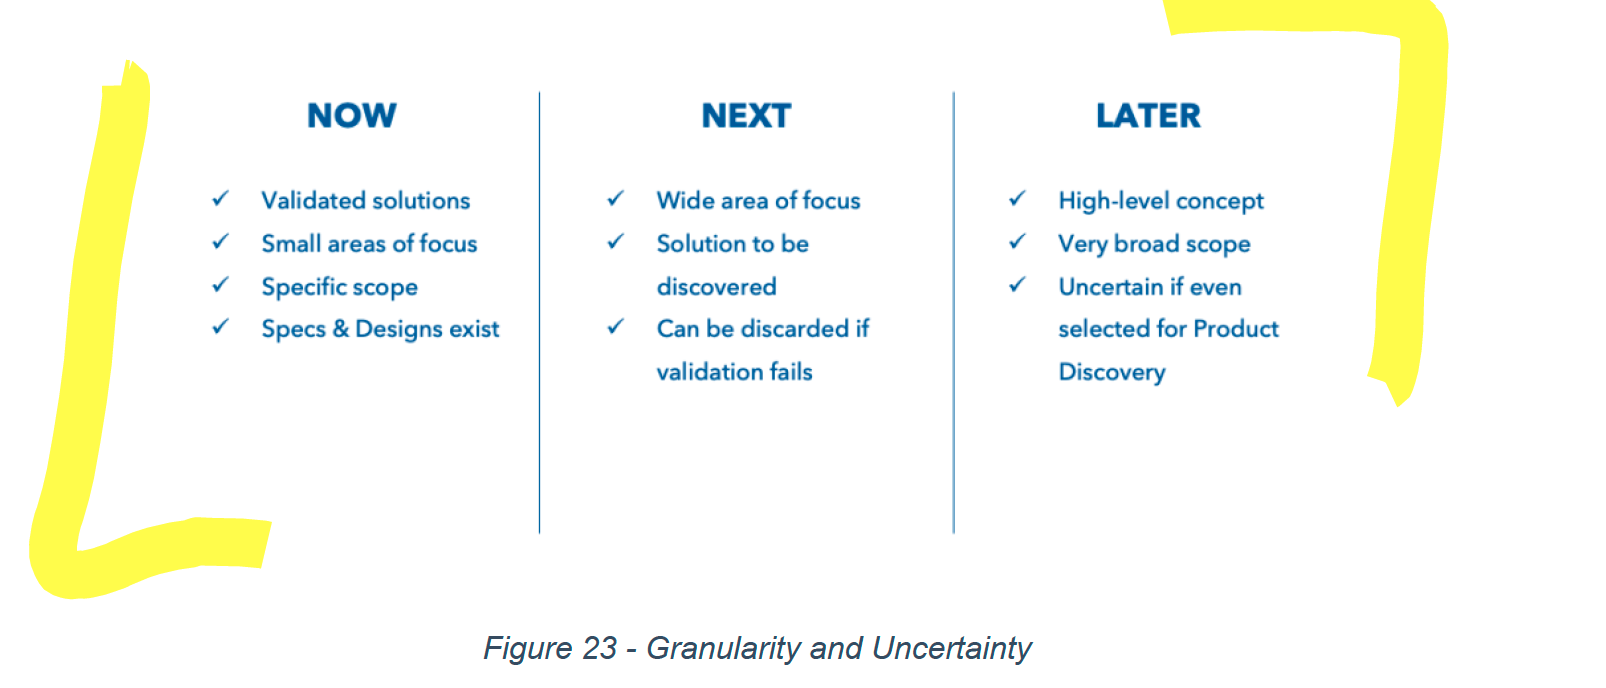 NOW
✓ Validated solutions
✓ Small areas of focus
✓ Specific scope
✓ Specs & Designs exist
NEXT
✓ Wide area of focus
✓ Solution to be
discovered
✓ Can be discarded if
validation fails
LATER
✓ High-level concept
✓ Very broad scope
✓ Uncertain if even
selected for Product
Discovery
Figure 23 - Granularity and Uncertainty